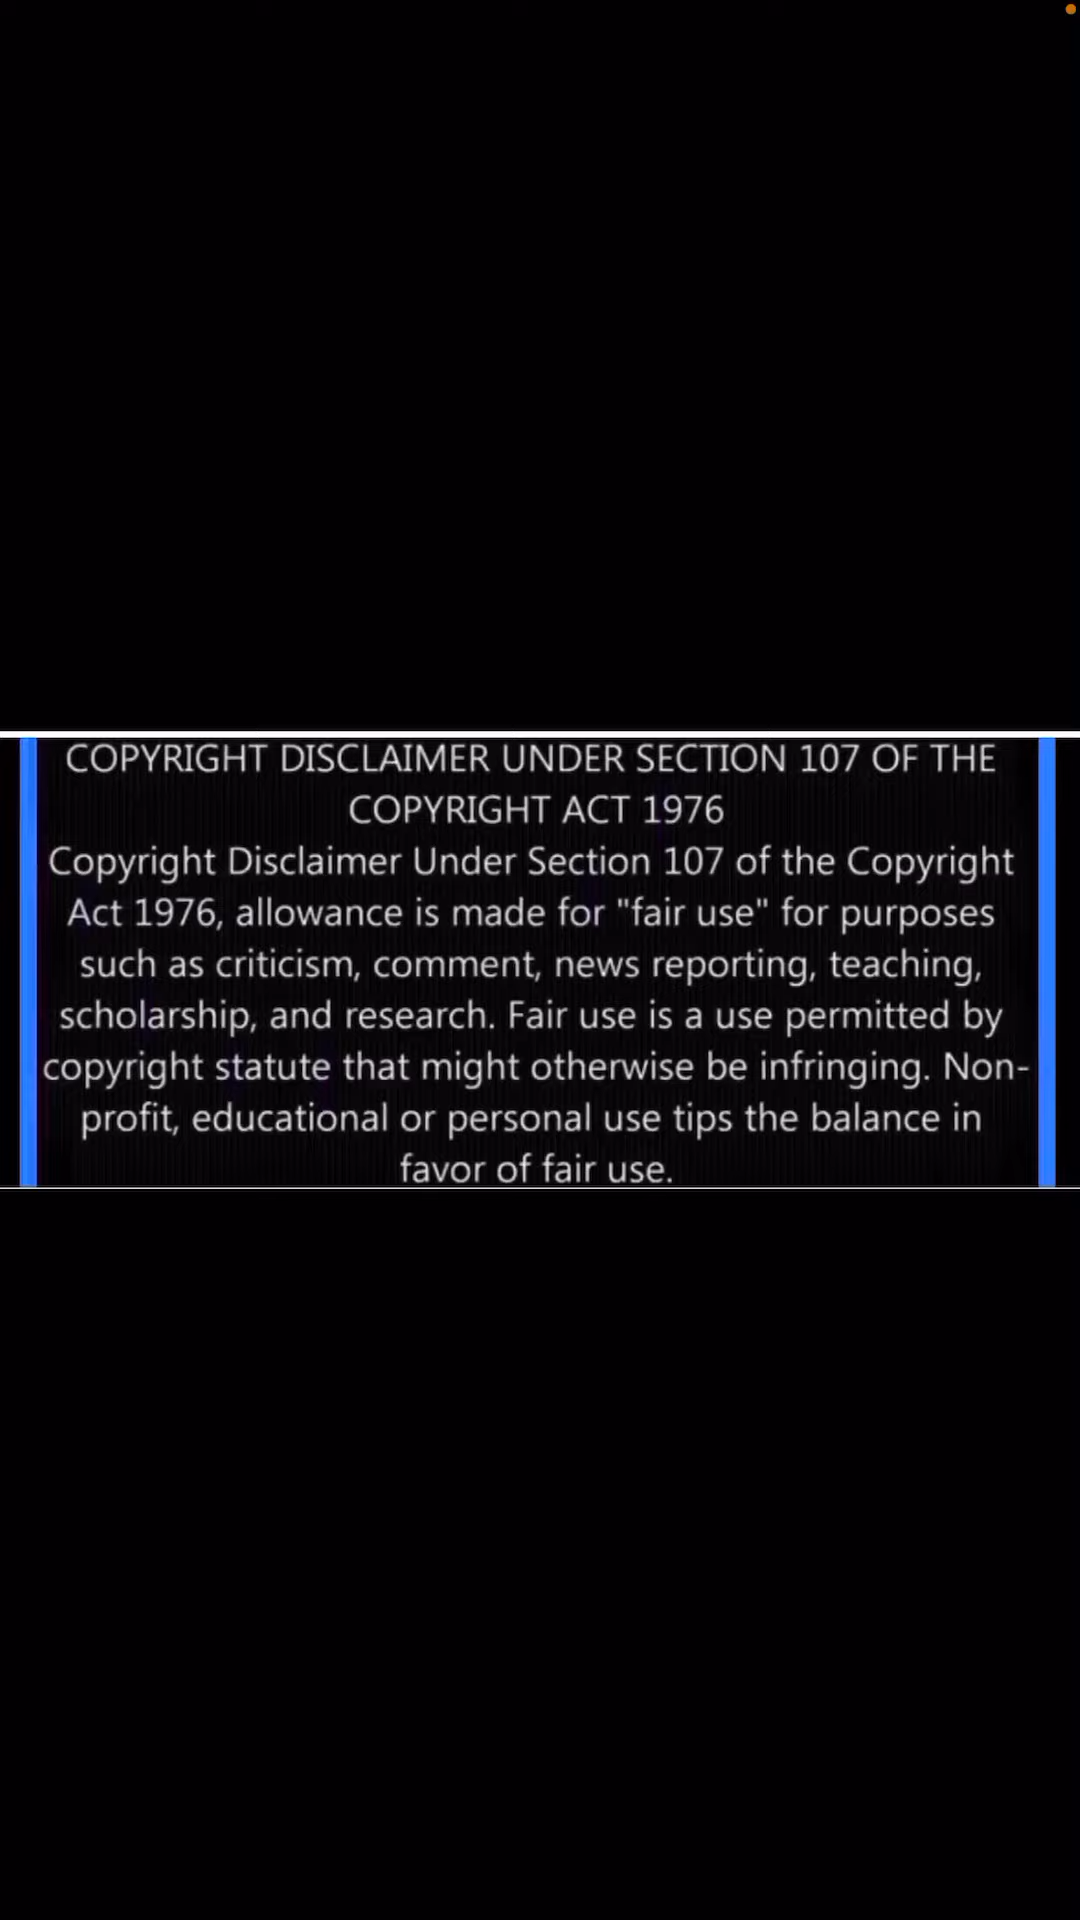 COPYRIGHT DISCLAIMER UNDER SECTION 107 OF THE
COPYRIGHT ACT 1976
Copyright Disclaimer Under Section 107 of the Copyright
Act 1976, allowance is made for "fair use" for purposes
such as criticism, comment, news reporting, teaching,
scholarship, and research. Fair use is a use permitted by
copyright statute that might otherwise be infringing. Non-
profit, educational or personal use tips the balance in
favor of fair use.